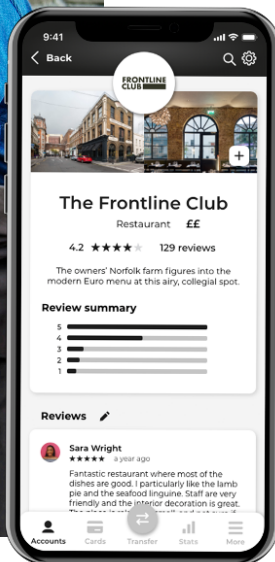 9:41
Back
FRONTLINE
CLUB
The Frontline Club
Restaurant ££
4.2 ★★★★★ 129 reviews
The owners' Norfolk farm figures into the
modern Euro menu at this airy, collegial spot.
Review summary
5
4
3
2
1
Reviews
Sara Wright
★★★★★ a year ago
Fantastic restaurant where most of the
dishes are good. I particularly like the lamb
pie and the seafood linguine. Staff are very
friendly and the interior decoration is great.
Accounts Cards Transfer Stats More